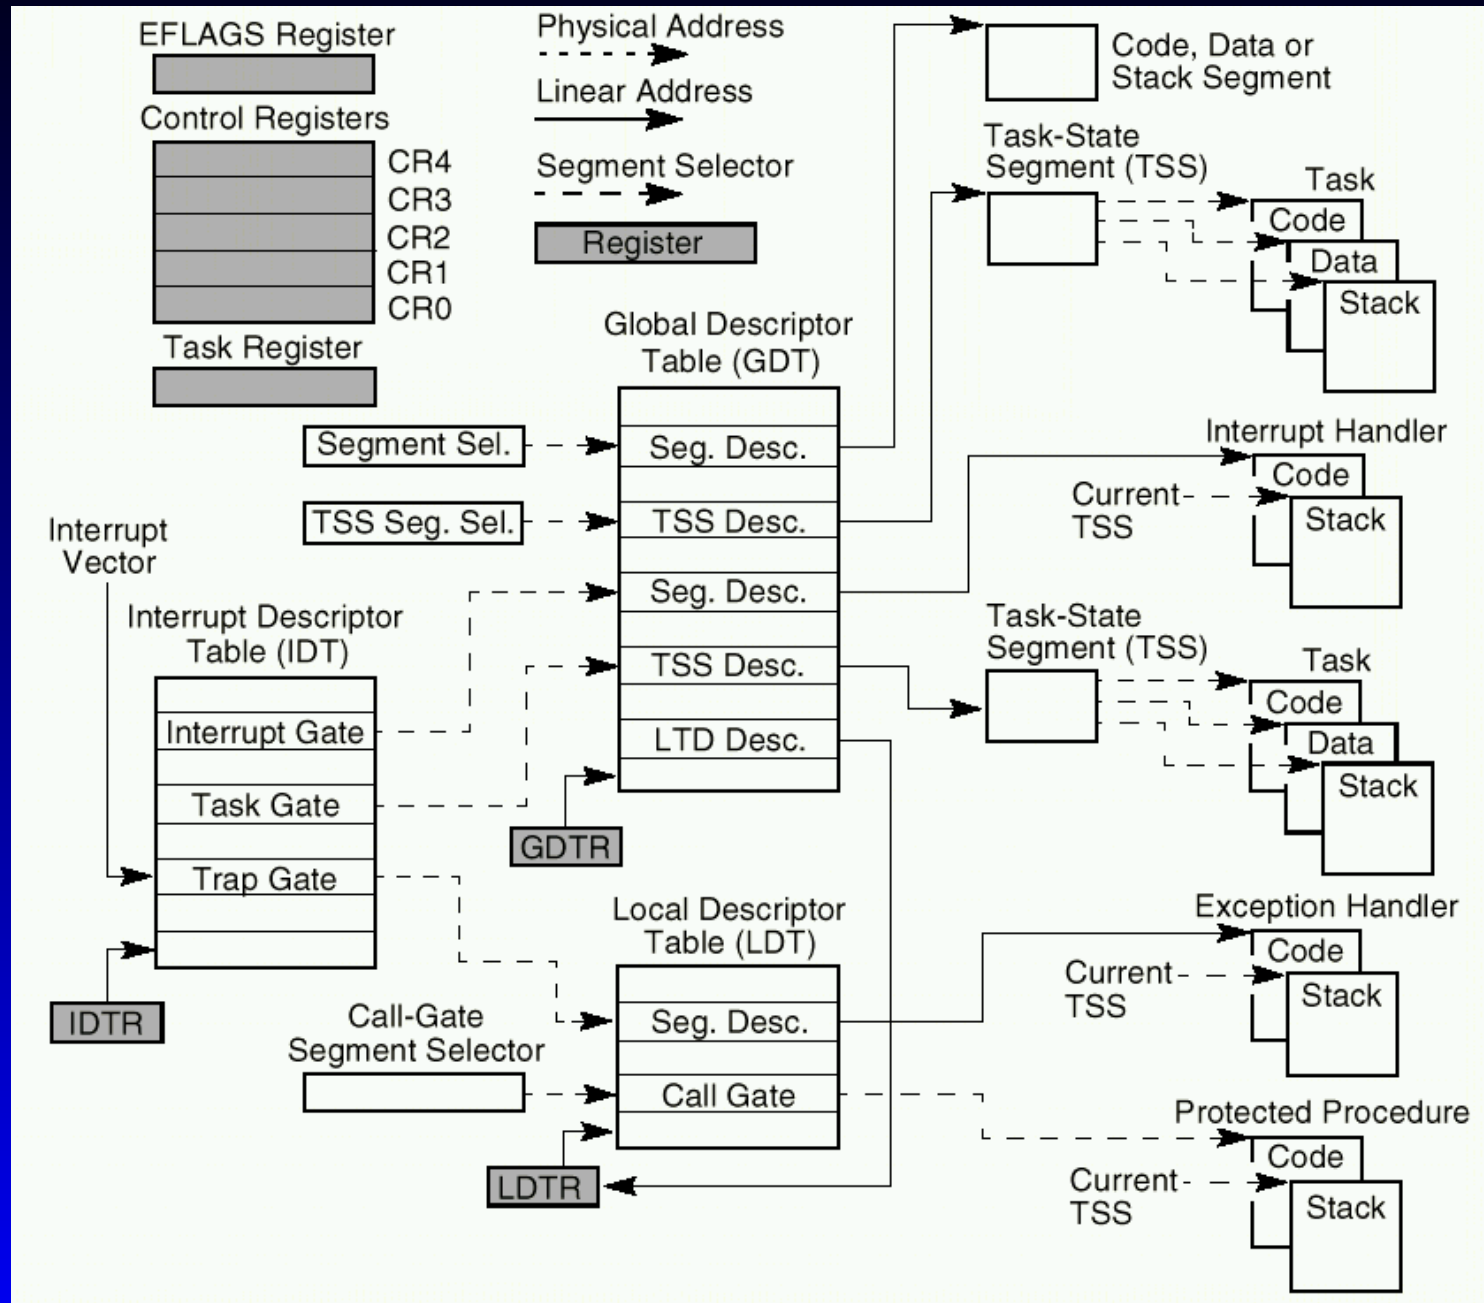 EFLAGS Register
Control Registers
CR4
CR3
CR2
CR1
CR0
Task Register
Physical Address
Linear Address
Segment Selector
Register
Code, Data or
Stack Segment
Task-State
Segment (TSS)
Task
Code
Data
Stack
Global Descriptor
Table (GDT)
Segment Sel.
Seg. Desc.
TSS Seg. Sel.
TSS Desc.
Seg. Desc.
TSS Desc.
LTD Desc.
GDTR
Interrupt Handler
Code
Current
TSS
Stack
Interrupt
Vector
Interrupt Descriptor
Table (IDT)
Interrupt Gate
Task Gate
Trap Gate
IDTR
Task-State
Segment (TSS)
Task
Code
Data
Stack
Local Descriptor
Table (LDT)
Seg. Desc.
Call Gate
Call-Gate
Segment Selector
LDTR
Exception Handler
Code
Current
TSS
Stack
Protected Procedure
Code
Current
TSS
Stack